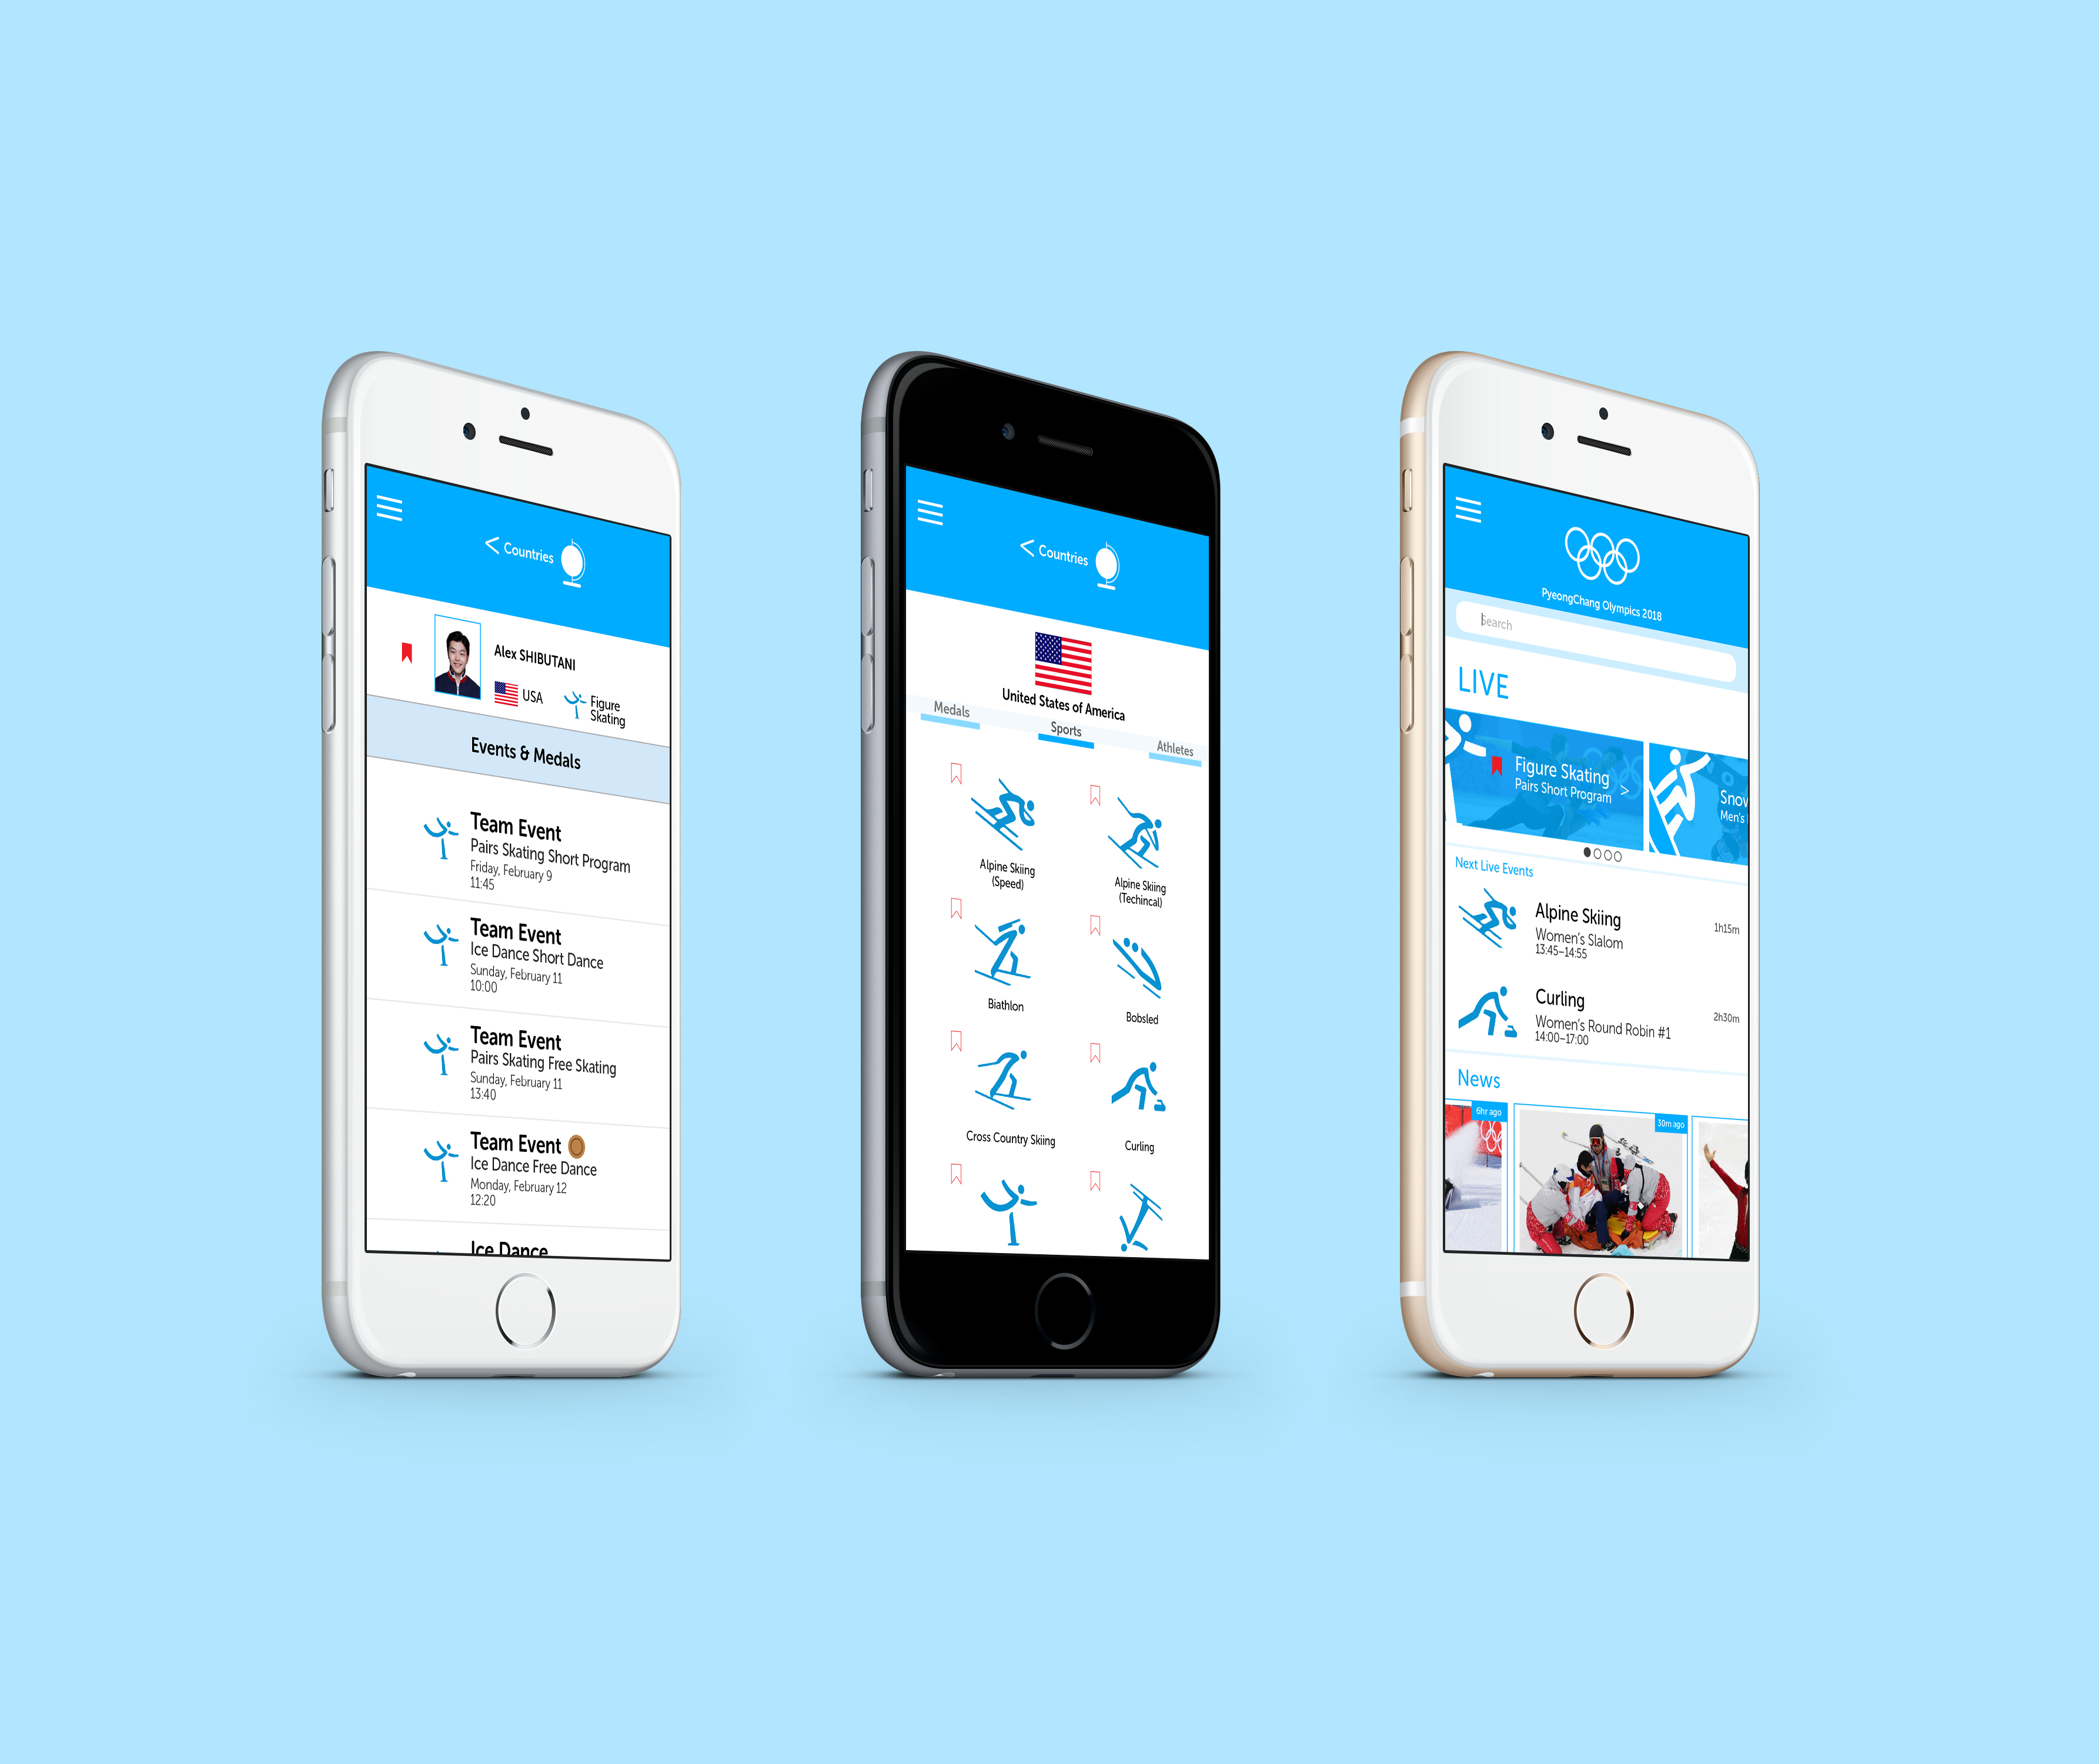 < Countries
Alex SHIBUTANI
USA
Figure
Skating
Events & Medals
Team Event
Pairs Skating Short Program
Friday, February 9
11:45
Team Event
Ice Dance Short Dance
Sunday, February 11
10:00
Team Event
Pairs Skating Free Skating
Sunday, February 11
13:40
Team Event
Ice Dance Free Dance
Monday, February 12
12:20
Ice Dance
< Countries
United States of America
Medals
Sports
Athletes
Alpine Skiing
(Speed)
Alpine Skiing
(Techincal)
Biathlon
Bobsled
Cross Country Skiing
Curling
PyeongChang Olympics 2018
Search
LIVE
Figure Skating
Pairs Short Program >
Snow
Men's
Next Live Events
Alpine Skiing
Women's Slalom
13:45–14:55
1h15m
Curling
Women's Round Robin #1
14:00–17:00
2h30m
News
6hr ago
30m ago